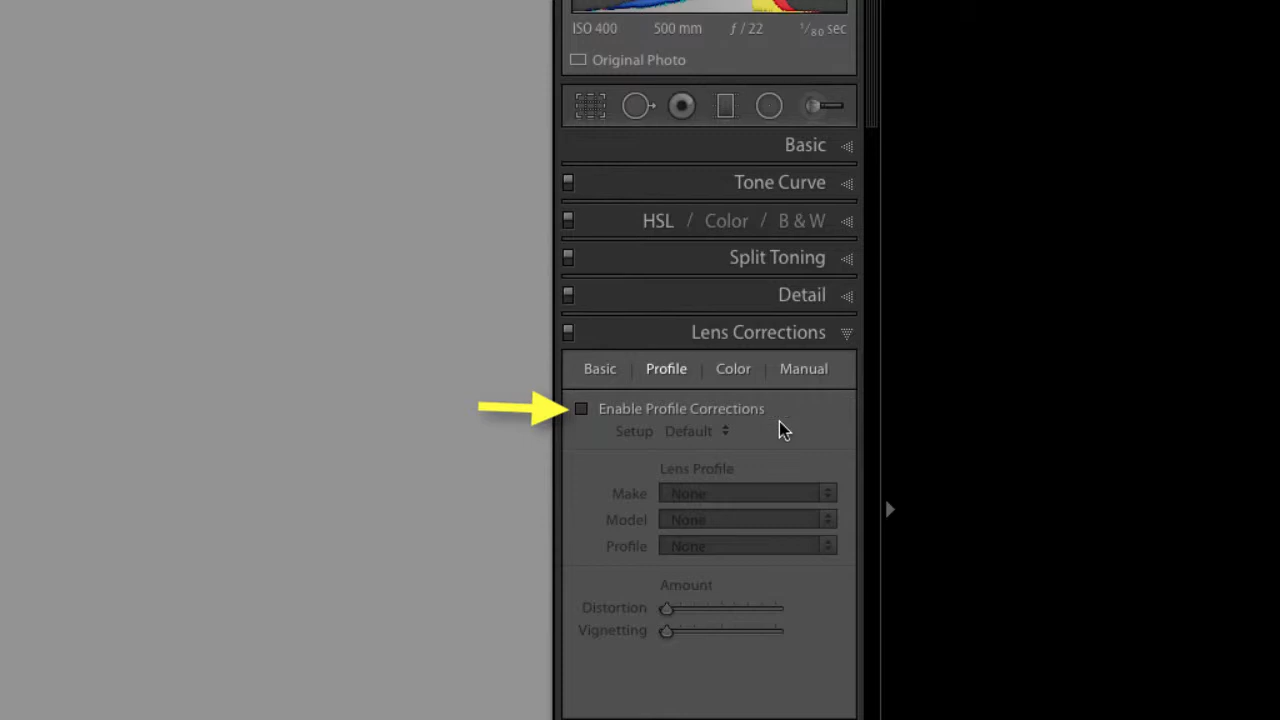 ISO 400 500 mm ƒ / 22 1/80 sec
Original Photo
Basic
Tone Curve
HSL / Color / B & W
Split Toning
Detail
Lens Corrections
Basic | Profile | Color | Manual
Enable Profile Corrections
Setup Default
Lens Profile
Make None
Model None
Profile None
Amount
Distortion
Vignetting